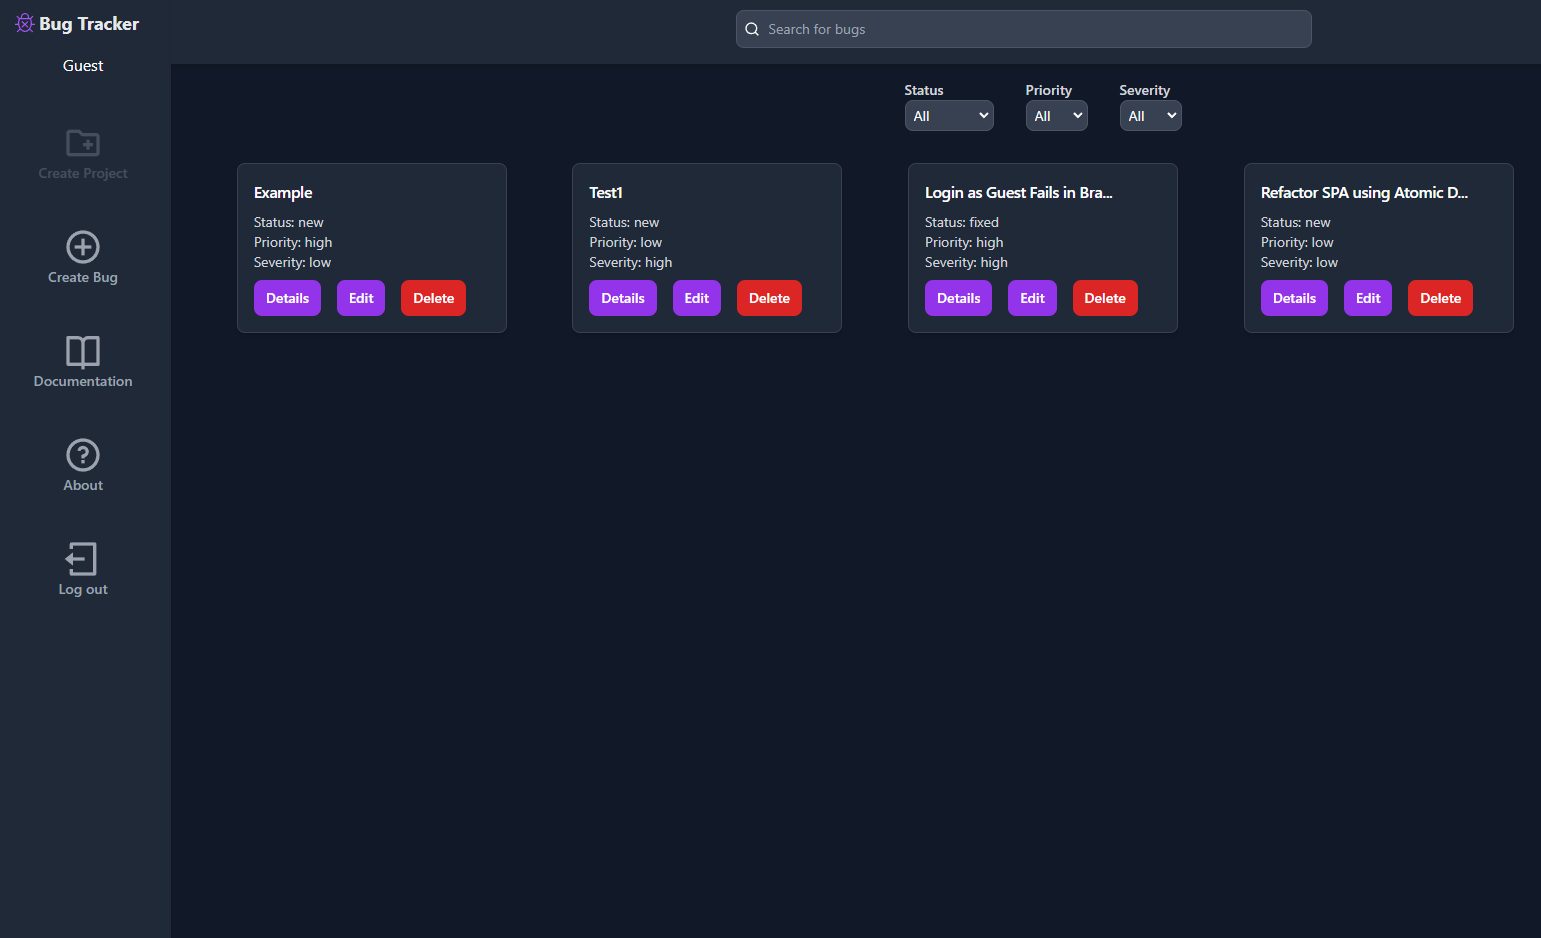 Bug Tracker
Guest
Create Project
Create Bug
Documentation
About
Log out
Search for bugs
Status
All
Priority
All
Severity
All
Example
Status: new
Priority: high
Severity: low
Details Edit Delete
Test1
Status: new
Priority: low
Severity: high
Details Edit Delete
Login as Guest Fails in Bra...
Status: fixed
Priority: high
Severity: high
Details Edit Delete
Refactor SPA using Atomic D...
Status: new
Priority: low
Severity: low
Details Edit Delete